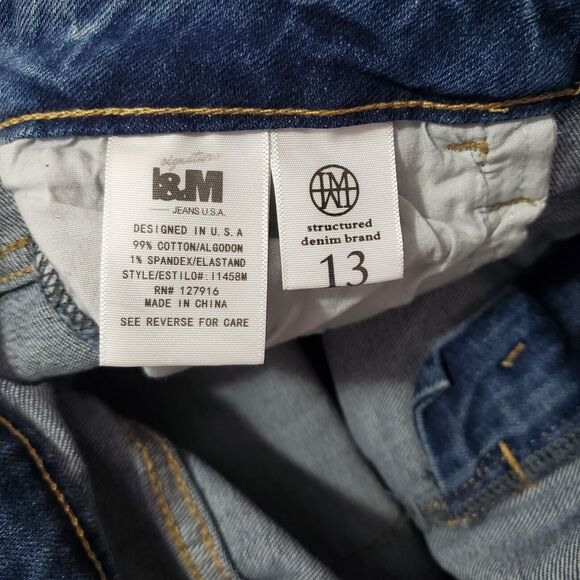 signature
I&M
JEANS U.S.A.
DESIGNED IN U.S.A
99% COTTON/ALGODON
1% SPANDEX/ELASTAND
STYLE/ESTILO#: I1458M
RN# 127916
MADE IN CHINA
SEE REVERSE FOR CARE
structured
denim brand
13